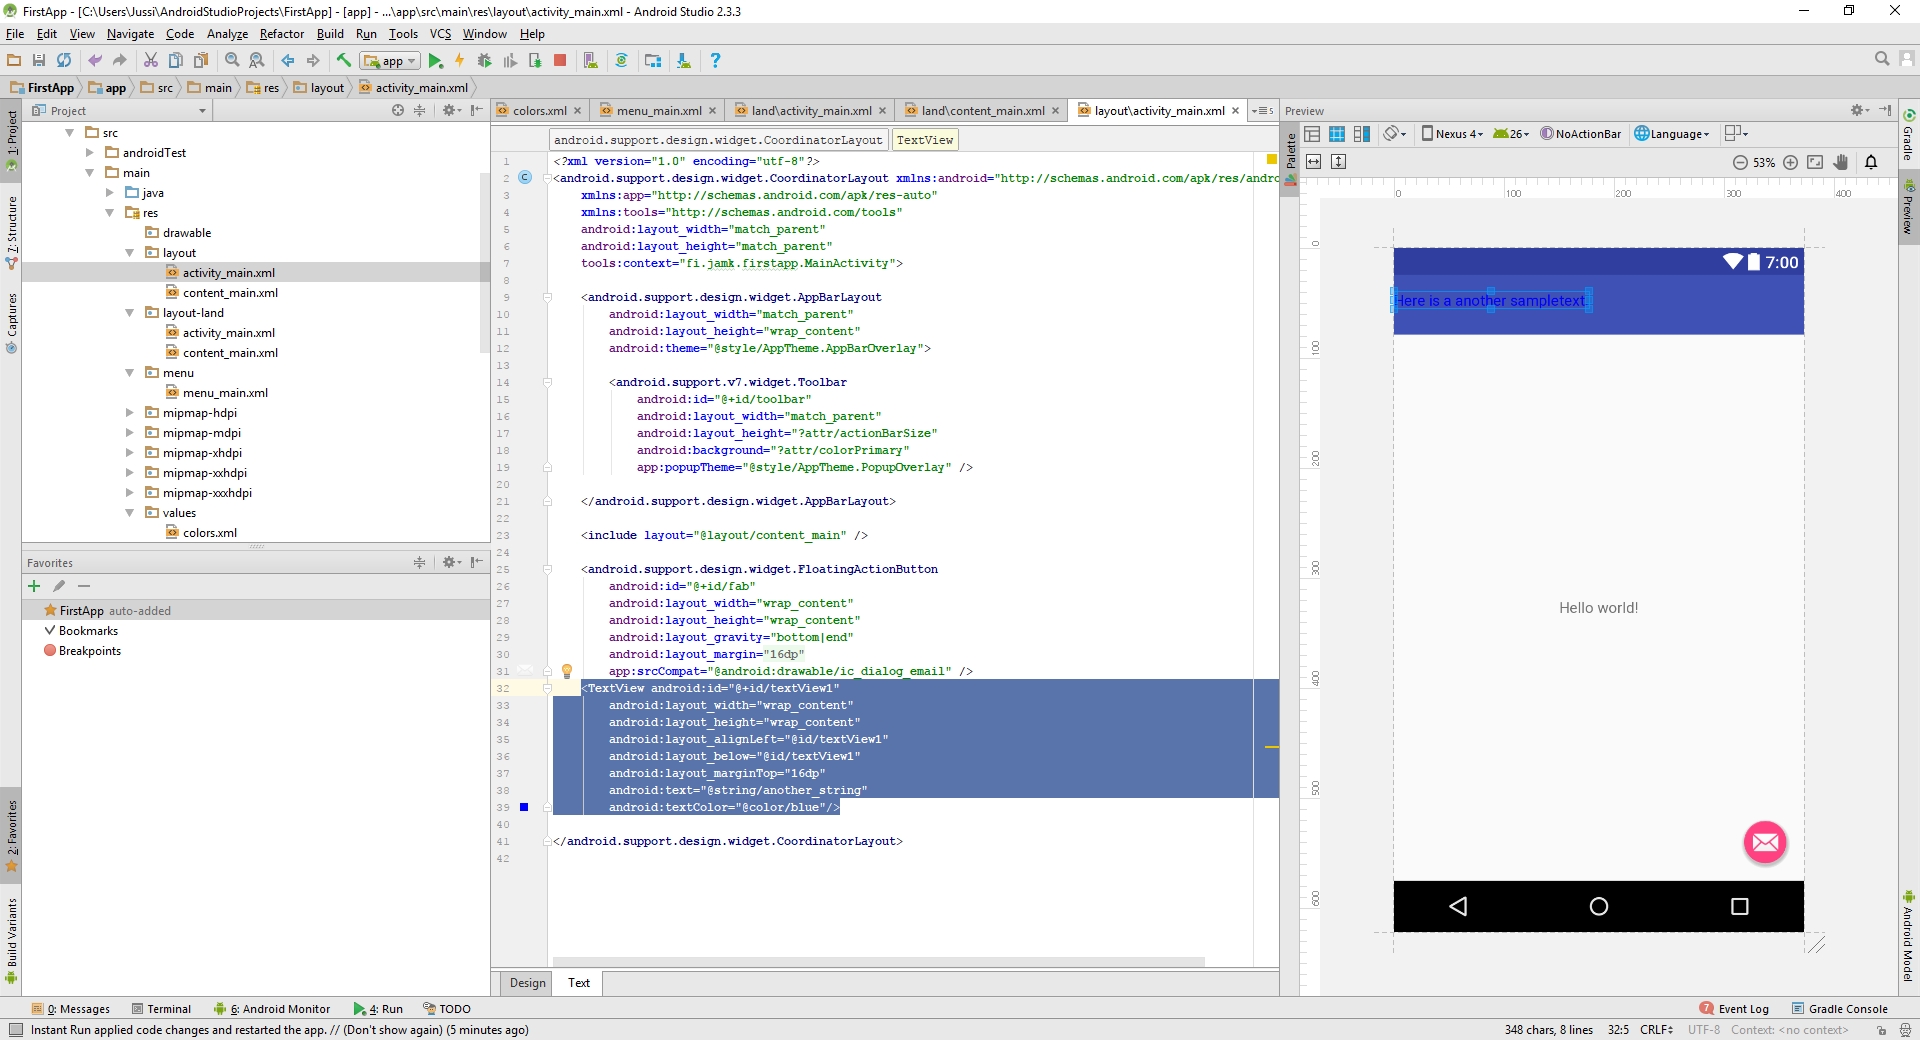 FirstApp - [C:\Users\Jussi\AndroidStudioProjects\FirstApp] - [app] - ...\app\src\main\res\layout\activity_main.xml - Android Studio 2.3.3
File Edit View Navigate Code Analyze Refactor Build Run Tools VCS Window Help
app
FirstApp app src main res layout activity_main.xml
1: Project
7: Structure
Captures
2: Favorites
Build Variants
Project
src
androidTest
main
java
res
drawable
layout
activity_main.xml
content_main.xml
layout-land
activity_main.xml
content_main.xml
menu
menu_main.xml
mipmap-hdpi
mipmap-mdpi
mipmap-xhdpi
mipmap-xxhdpi
mipmap-xxxhdpi
values
colors.xml
Favorites
FirstApp auto-added
Bookmarks
Breakpoints
colors.xml menu_main.xml land\activity_main.xml land\content_main.xml layout\activity_main.xml
5
android.support.design.widget.CoordinatorLayout TextView
1 <?xml version="1.0" encoding="utf-8"?>
2 C <android.support.design.widget.CoordinatorLayout xmlns:android="http://schemas.android.com/apk/res/andro
3 xmlns:app="http://schemas.android.com/apk/res-auto"
4 xmlns:tools="http://schemas.android.com/tools"
5 android:layout_width="match_parent"
6 android:layout_height="match_parent"
7 tools:context="fi.jamk.firstapp.MainActivity">
8
9 <android.support.design.widget.AppBarLayout
10 android:layout_width="match_parent"
11 android:layout_height="wrap_content"
12 android:theme="@style/AppTheme.AppBarOverlay">
13
14 <android.support.v7.widget.Toolbar
15 android:id="@+id/toolbar"
16 android:layout_width="match_parent"
17 android:layout_height="?attr/actionBarSize"
18 android:background="?attr/colorPrimary"
19 app:popupTheme="@style/AppTheme.PopupOverlay" />
20
21 </android.support.design.widget.AppBarLayout>
22
23 <include layout="@layout/content_main" />
24
25 <android.support.design.widget.FloatingActionButton
26 android:id="@+id/fab"
27 android:layout_width="wrap_content"
28 android:layout_height="wrap_content"
29 android:layout_gravity="bottom|end"
30 android:layout_margin="16dp"
31 app:srcCompat="@android:drawable/ic_dialog_email" />
32 <TextView android:id="@+id/textView1"
33 android:layout_width="wrap_content"
34 android:layout_height="wrap_content"
35 android:layout_alignLeft="@id/textView1"
36 android:layout_below="@id/textView1"
37 android:layout_marginTop="16dp"
38 android:text="@string/another_string"
39 android:textColor="@color/blue"/>
40
41 </android.support.design.widget.CoordinatorLayout>
42
Design Text
Preview
Palette
Nexus 4 26 NoActionBar Language
53%
0 100 200 300 400
0
100
200
300
400
500
600
7:00
Here is a another sampletext.
Hello world!
Gradle
Preview
Android Model
0: Messages Terminal 6: Android Monitor 4: Run TODO 7 Event Log Gradle Console
Instant Run applied code changes and restarted the app. // (Don't show again) (5 minutes ago) 348 chars, 8 lines 32:5 CRLF UTF-8 Context: <no context>